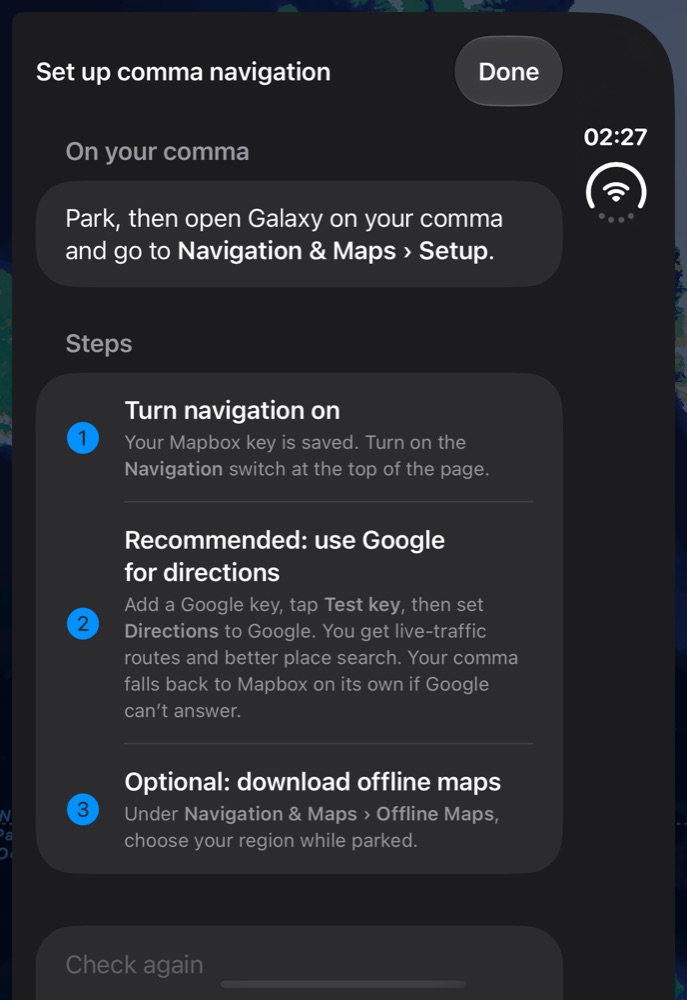 Set up comma navigation
Done
02:27
On your comma
Park, then open Galaxy on your comma
and go to Navigation & Maps › Setup.
Steps
1
Turn navigation on
Your Mapbox key is saved. Turn on the
Navigation switch at the top of the page.
2
Recommended: use Google
for directions
Add a Google key, tap Test key, then set
Directions to Google. You get live-traffic
routes and better place search. Your comma
falls back to Mapbox on its own if Google
can’t answer.
3
Optional: download offline maps
Under Navigation & Maps › Offline Maps,
choose your region while parked.
Check again